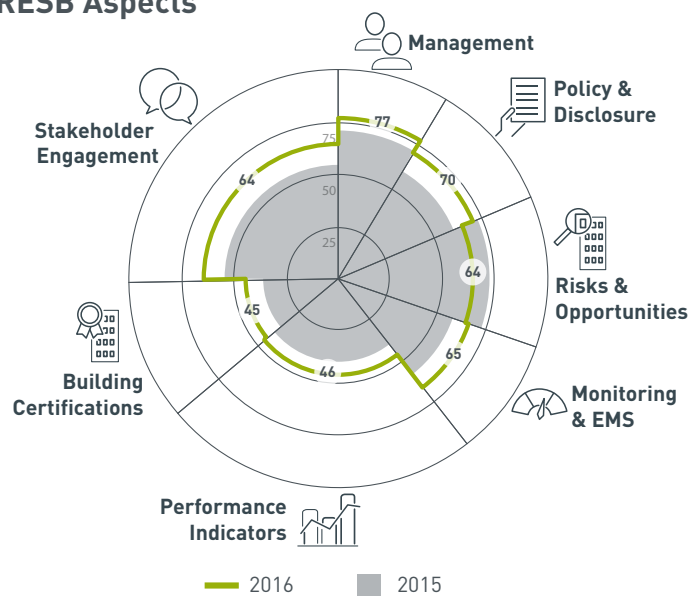 RESB Aspects
Management
Policy &
Disclosure
Stakeholder
Engagement
77
75
70
64
50
25
64
Risks &
Opportunities
45
65
46
Building
Certifications
Monitoring
& EMS
Performance
Indicators
2016
2015